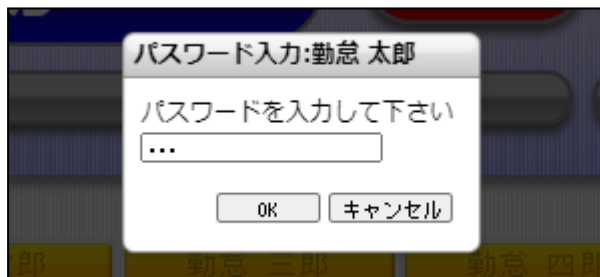 パスワード入力:勤怠 太郎
パスワードを入力して下さい
•••
OK キャンセル
郎 勤怠 三郎 勤怠 四郎